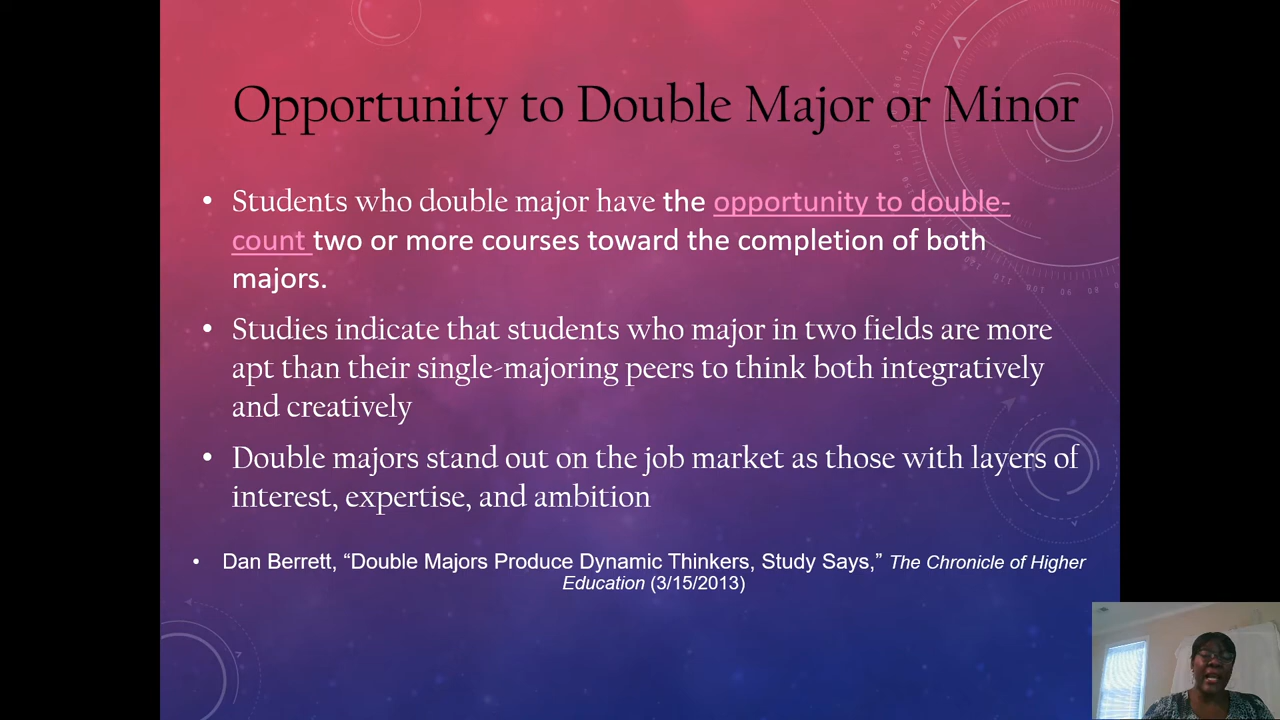 Opportunity to Double Major or Minor
• Students who double major have the opportunity to double-
count two or more courses toward the completion of both
majors.
• Studies indicate that students who major in two fields are more
apt than their single-majoring peers to think both integratively
and creatively
• Double majors stand out on the job market as those with layers of
interest, expertise, and ambition
• Dan Berrett, “Double Majors Produce Dynamic Thinkers, Study Says,” The Chronicle of Higher
Education (3/15/2013)